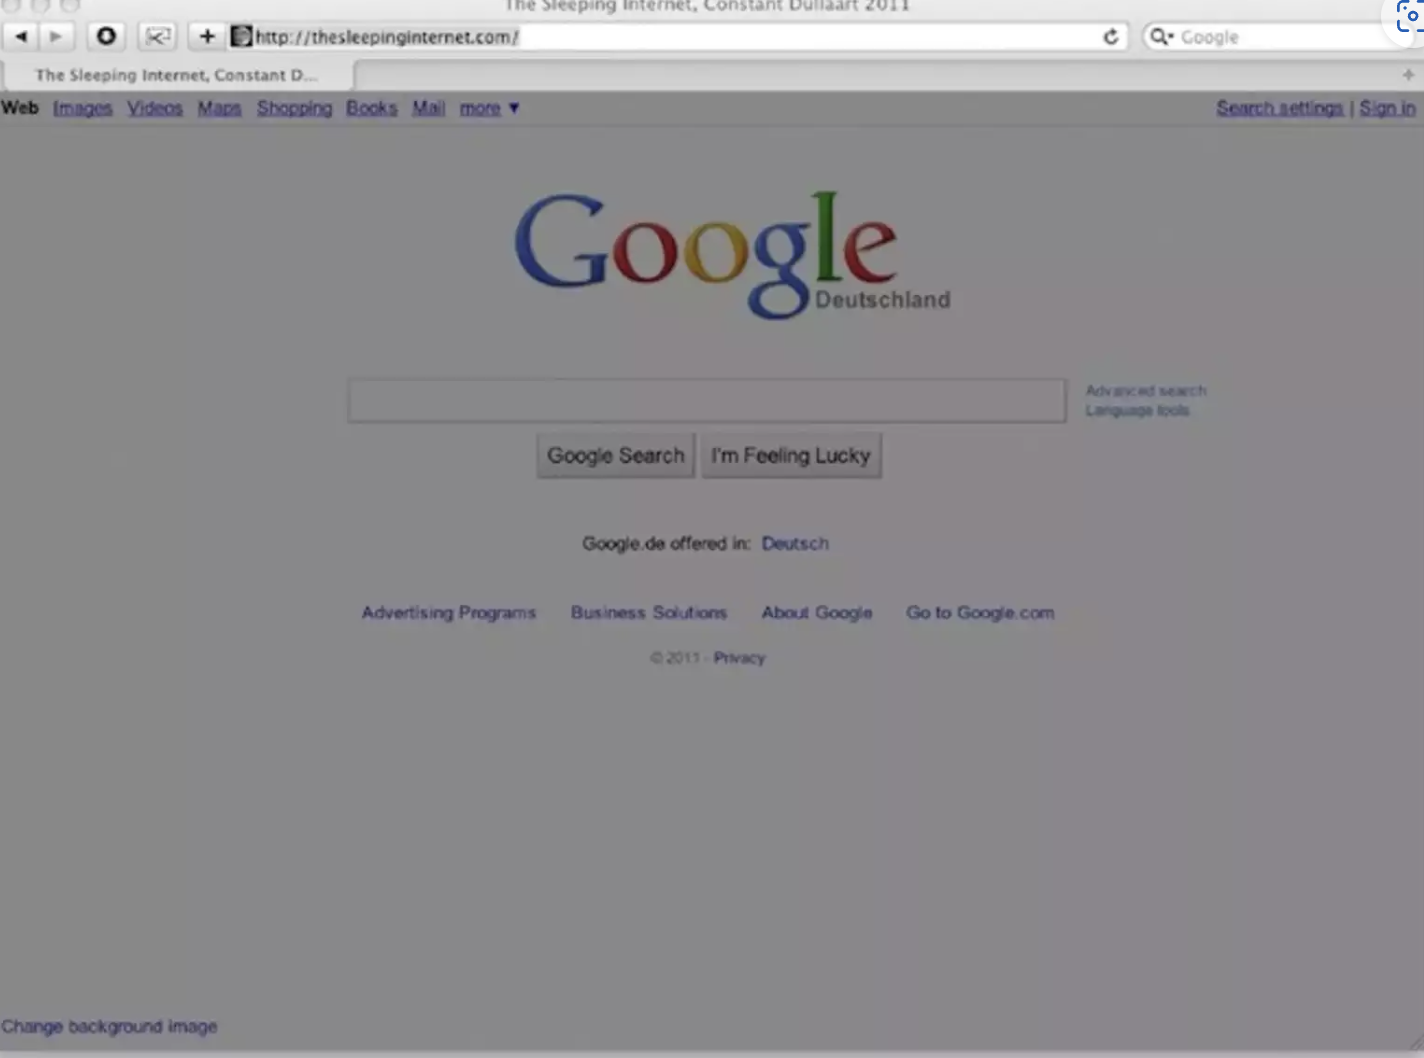 The Sleeping Internet, Constant Dullaart 2011
http://thesleepinginternet.com/ Google
The Sleeping Internet, Constant D...
Web Images Videos Maps Shopping Books Mail more ▼ Search settings | Sign in
Google
Deutschland
Advanced search
Language tools
Google Search I'm Feeling Lucky
Google.de offered in: Deutsch
Advertising Programs Business Solutions About Google Go to Google.com
© 2011 - Privacy
Change background image